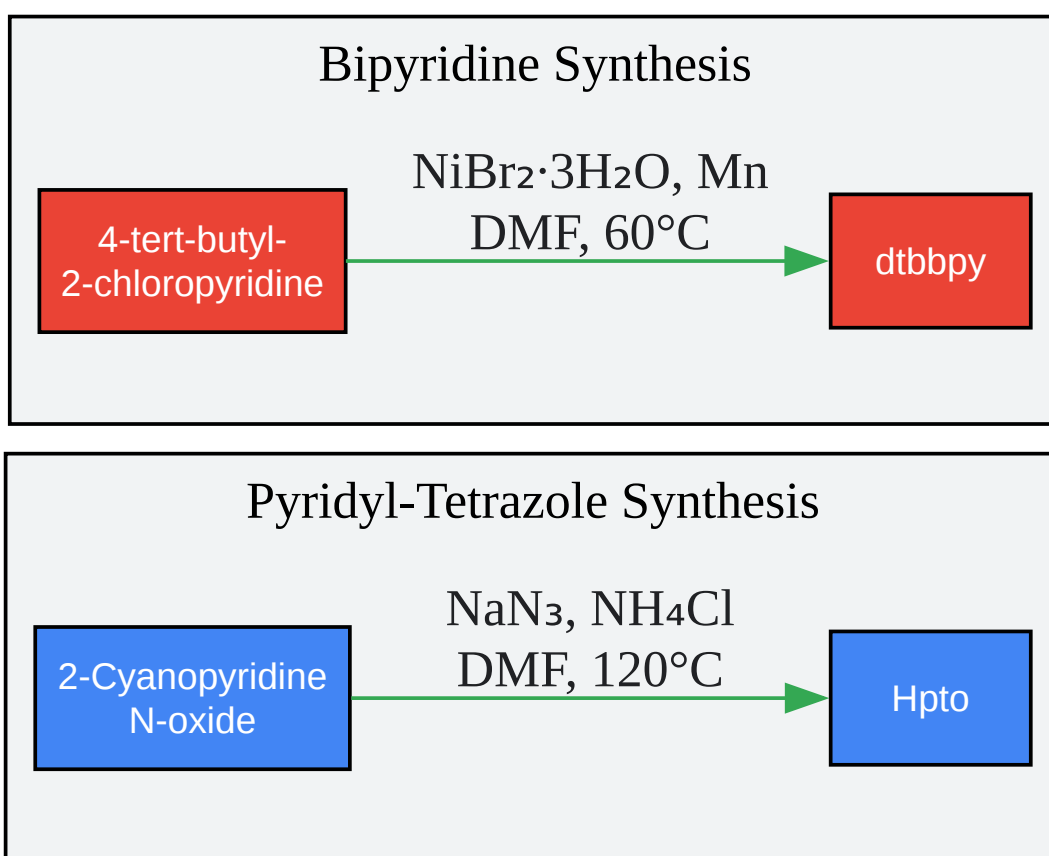 Bipyridine Synthesis
NiBr₂·3H₂O, Mn
DMF, 60°C
4-tert-butyl-
2-chloropyridine
dtbbpy
Pyridyl-Tetrazole Synthesis
NaN₃, NH₄Cl
DMF, 120°C
2-Cyanopyridine
N-oxide
Hpto